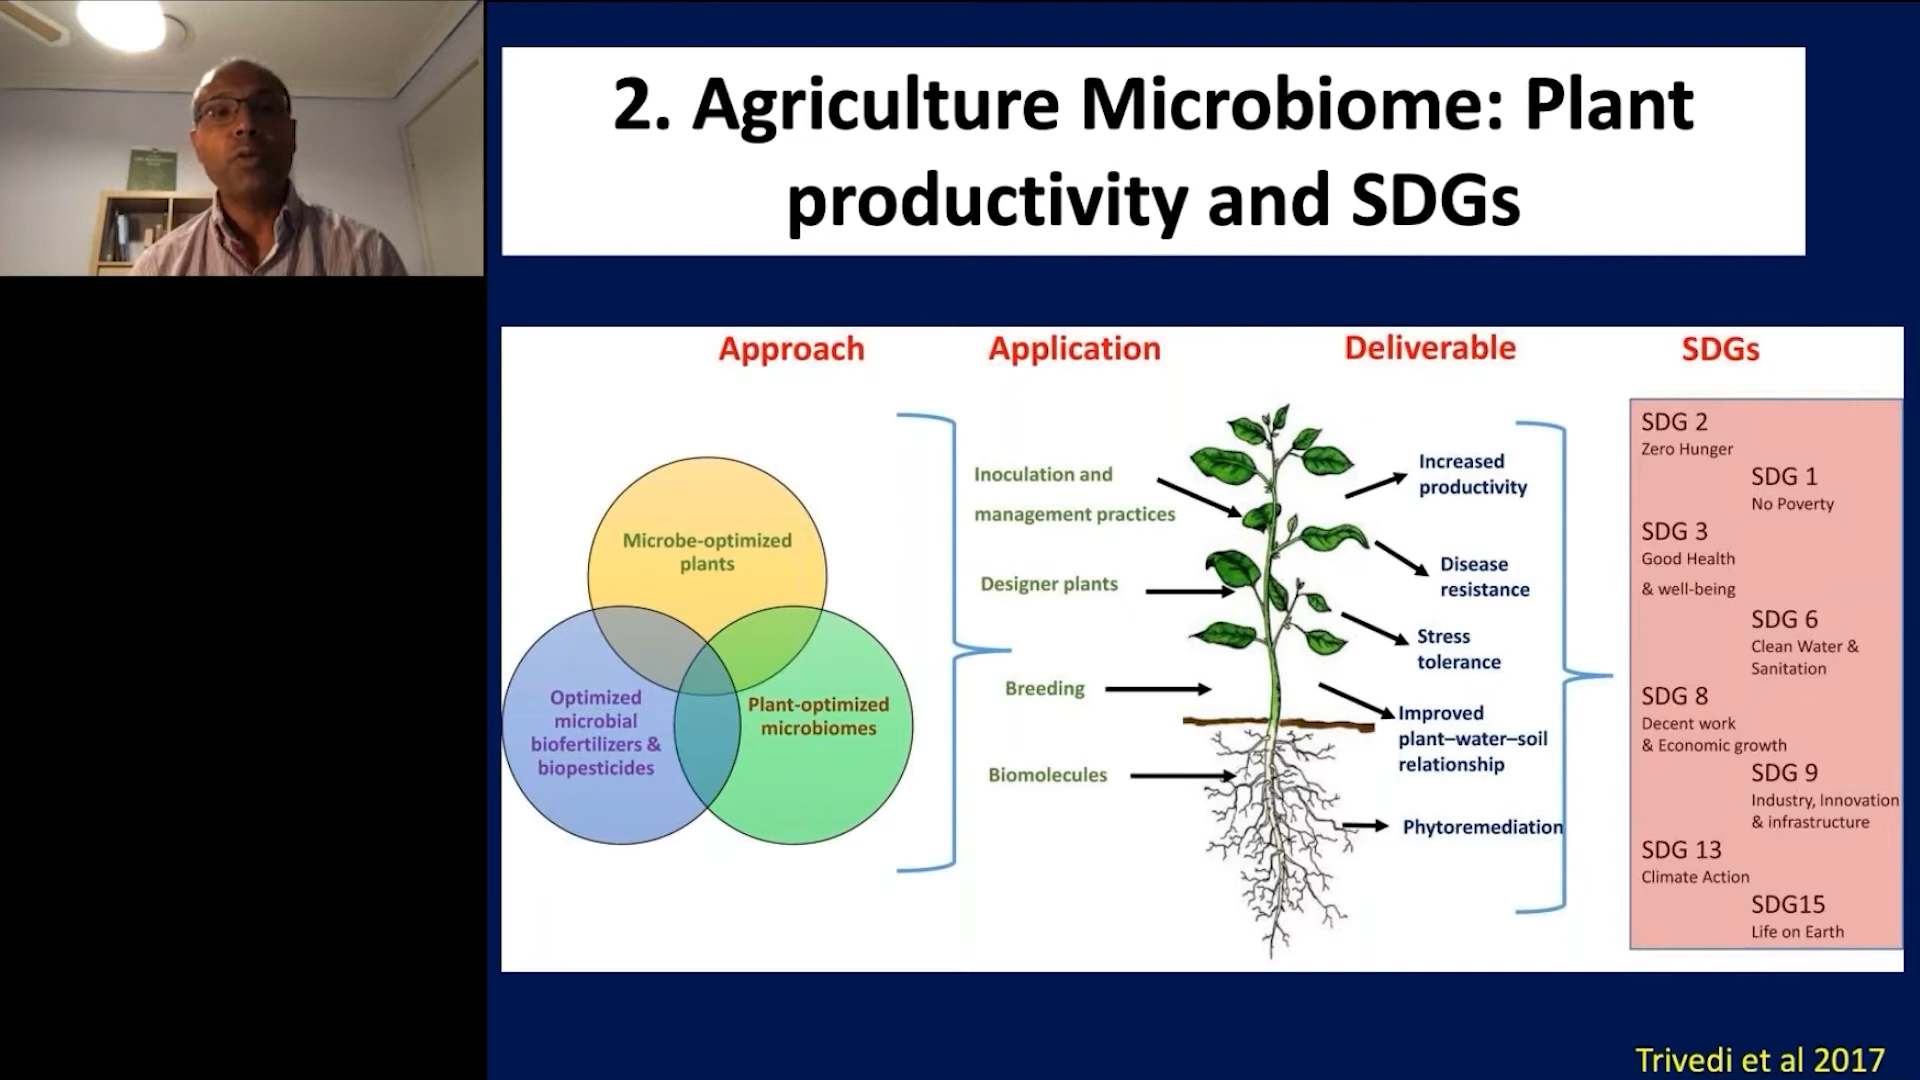 2. Agriculture Microbiome: Plant
productivity and SDGs
Approach
Application
Deliverable
SDGs
Microbe-optimized
plants
Optimized
microbial
biofertilizers &
biopesticides
Plant-optimized
microbiomes
Inoculation and
management practices
Designer plants
Breeding
Biomolecules
Increased
productivity
Disease
resistance
Stress
tolerance
Improved
plant–water–soil
relationship
Phytoremediation
SDG 2
Zero Hunger
SDG 1
No Poverty
SDG 3
Good Health
& well-being
SDG 6
Clean Water &
Sanitation
SDG 8
Decent work
& Economic growth
SDG 9
Industry, Innovation
& infrastructure
SDG 13
Climate Action
SDG15
Life on Earth
Trivedi et al 2017